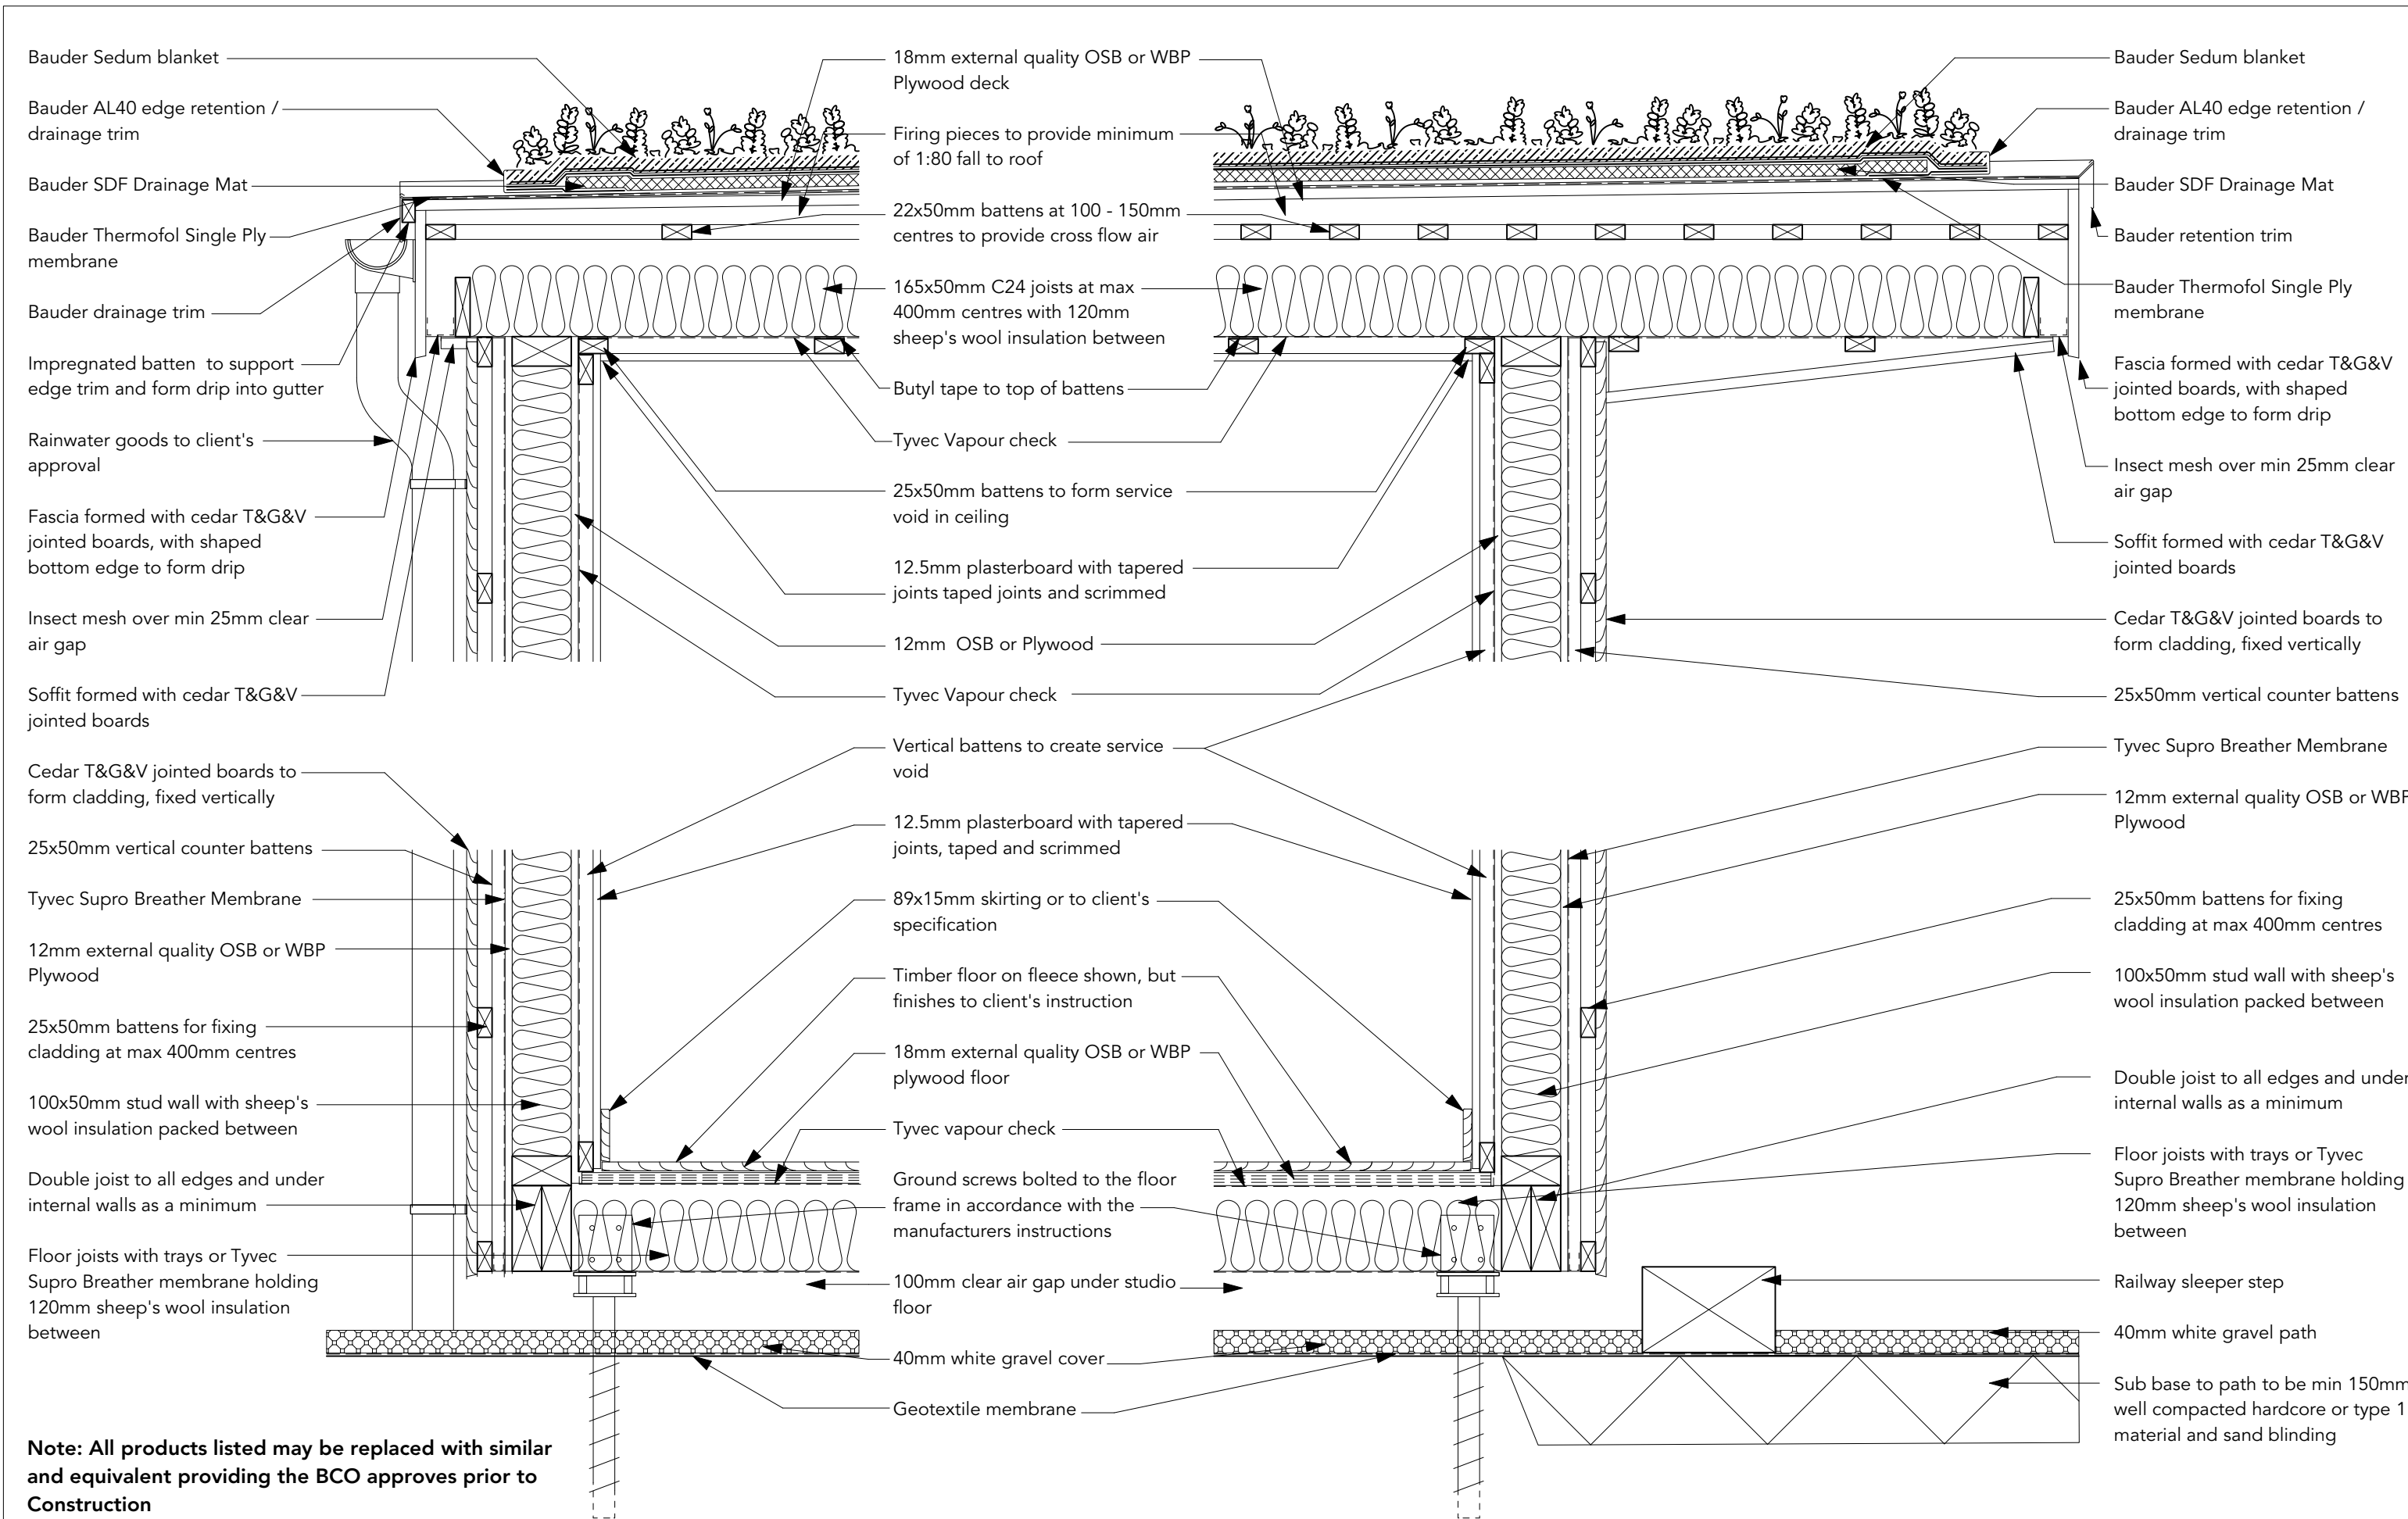 Bauder Sedum blanket
Bauder AL40 edge retention /
drainage trim
Bauder SDF Drainage Mat
Bauder Thermofol Single Ply
membrane
Bauder drainage trim
Impregnated batten  to support
edge trim and form drip into gutter
Rainwater goods to client's
approval
Fascia formed with cedar T&G&V
jointed boards, with shaped
bottom edge to form drip
Insect mesh over min 25mm clear
air gap
Soffit formed with cedar T&G&V
jointed boards
Cedar T&G&V jointed boards to
form cladding, fixed vertically
25x50mm vertical counter battens
Tyvec Supro Breather Membrane
12mm external quality OSB or WBP
Plywood
25x50mm battens for fixing
cladding at max 400mm centres
100x50mm stud wall with sheep's
wool insulation packed between
Double joist to all edges and under
internal walls as a minimum
Floor joists with trays or Tyvec
Supro Breather membrane holding
120mm sheep's wool insulation
between
Note: All products listed may be replaced with similar
and equivalent providing the BCO approves prior to
Construction
18mm external quality OSB or WBP
Plywood deck
Firing pieces to provide minimum
of 1:80 fall to roof
22x50mm battens at 100 - 150mm
centres to provide cross flow air
165x50mm C24 joists at max
400mm centres with 120mm
sheep's wool insulation between
Butyl tape to top of battens
Tyvec Vapour check
25x50mm battens to form service
void in ceiling
12.5mm plasterboard with tapered
joints taped joints and scrimmed
12mm  OSB or Plywood
Tyvec Vapour check
Vertical battens to create service
void
12.5mm plasterboard with tapered
joints, taped and scrimmed
89x15mm skirting or to client's
specification
Timber floor on fleece shown, but
finishes to client's instruction
18mm external quality OSB or WBP
plywood floor
Tyvec vapour check
Ground screws bolted to the floor
frame in accordance with the
manufacturers instructions
100mm clear air gap under studio
floor
40mm white gravel cover
Geotextile membrane
Bauder Sedum blanket
Bauder AL40 edge retention /
drainage trim
Bauder SDF Drainage Mat
Bauder retention trim
Bauder Thermofol Single Ply
membrane
Fascia formed with cedar T&G&V
jointed boards, with shaped
bottom edge to form drip
Insect mesh over min 25mm clear
air gap
Soffit formed with cedar T&G&V
jointed boards
Cedar T&G&V jointed boards to
form cladding, fixed vertically
25x50mm vertical counter battens
Tyvec Supro Breather Membrane
12mm external quality OSB or WBP
Plywood
25x50mm battens for fixing
cladding at max 400mm centres
100x50mm stud wall with sheep's
wool insulation packed between
Double joist to all edges and under
internal walls as a minimum
Floor joists with trays or Tyvec
Supro Breather membrane holding
120mm sheep's wool insulation
between
Railway sleeper step
40mm white gravel path
Sub base to path to be min 150mm
well compacted hardcore or type 1
material and sand blinding